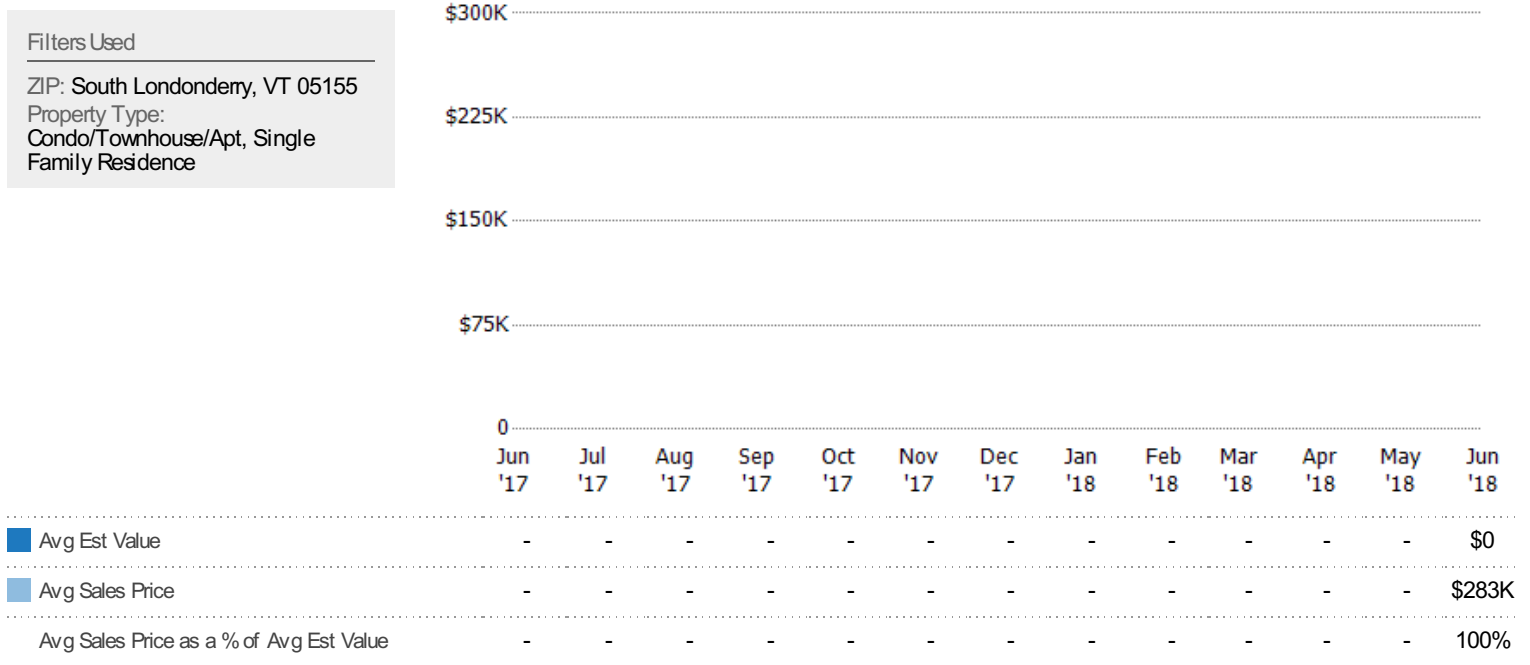 Filters Used
ZIP: South Londonderry, VT 05155
Property Type:
Condo/Townhouse/Apt, Single
Family Residence
$300K
$225K
$150K
$75K
0
Jun Jul Aug Sep Oct Nov Dec Jan Feb Mar Apr May Jun
'17 '17 '17 '17 '17 '17 '17 '18 '18 '18 '18 '18 '18
Avg Est Value - - - - - - - - - - - - $0
Avg Sales Price - - - - - - - - - - - - $283K
Avg Sales Price as a % of Avg Est Value - - - - - - - - - - - - 100%